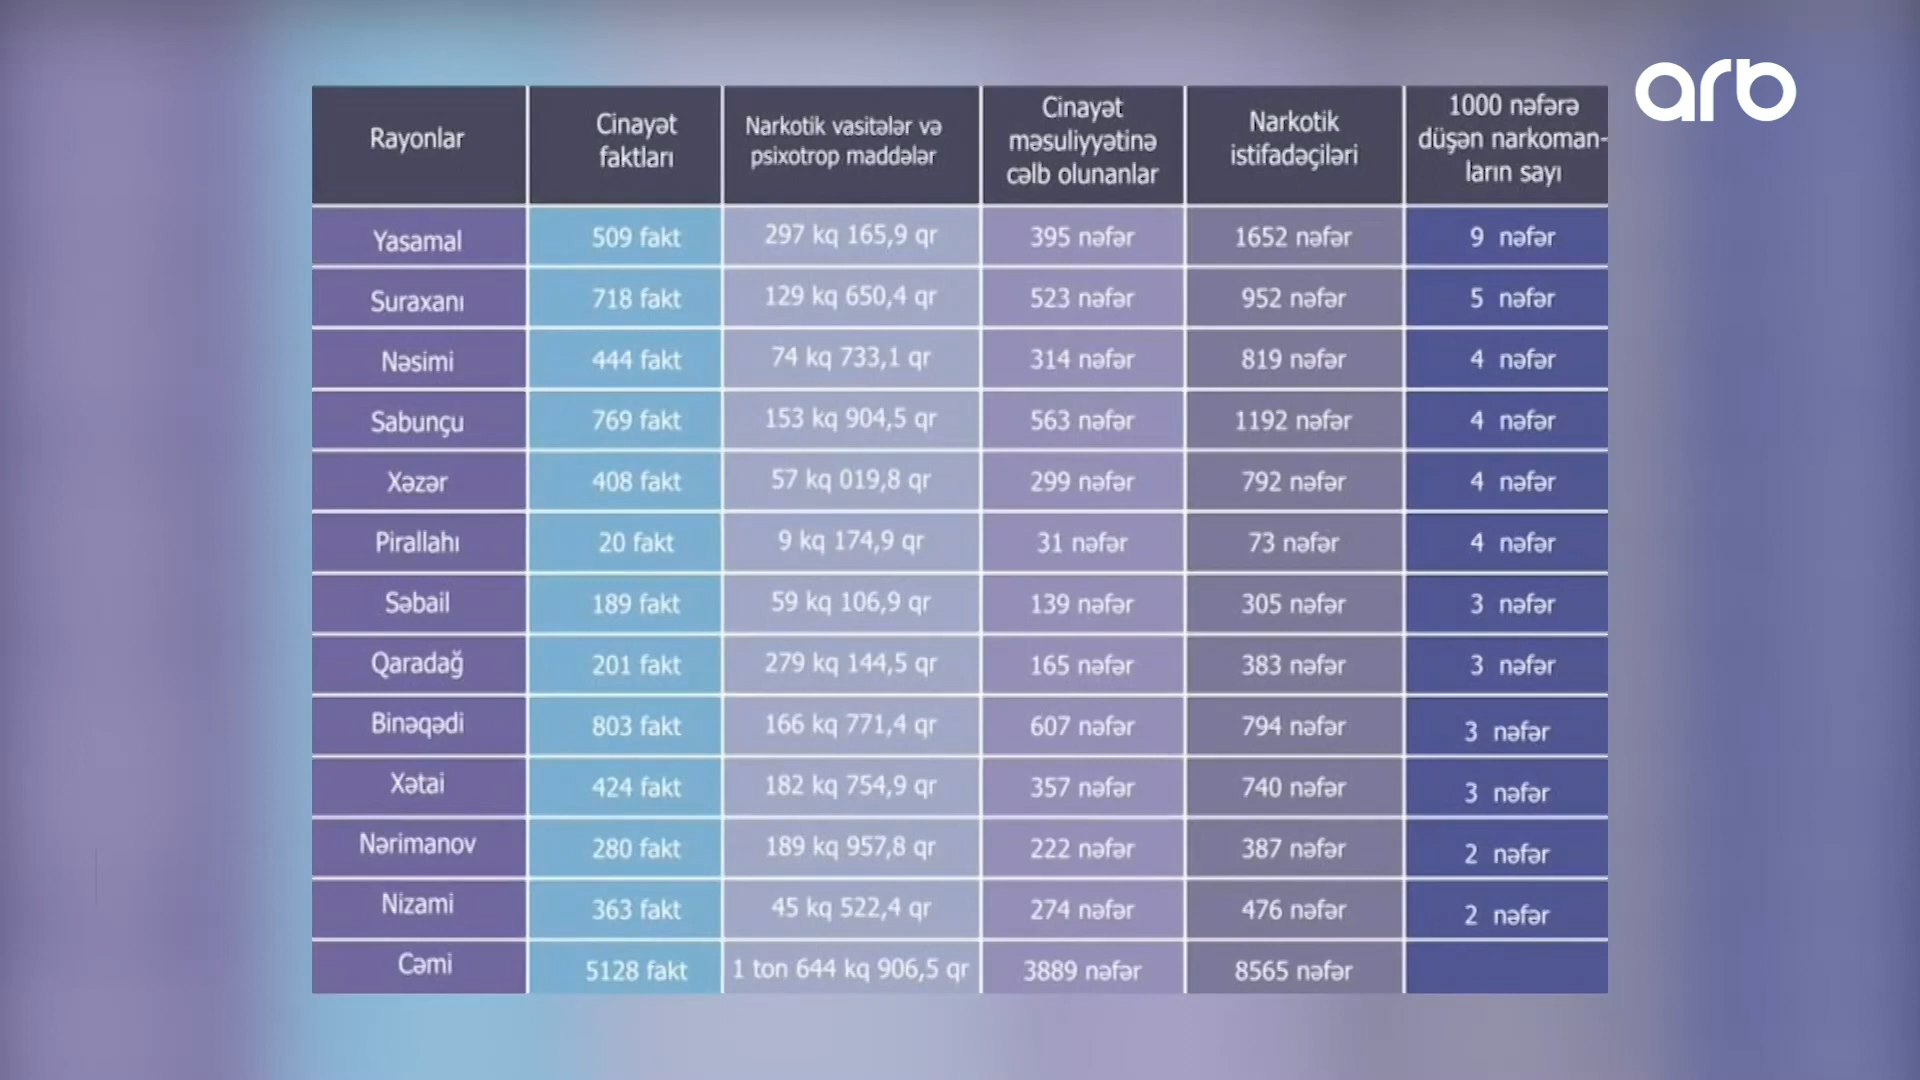 arb
Rayonlar Cinayət faktları Narkotik vasitələr və psixotrop maddələr Cinayət məsuliyyətinə cəlb olunanlar Narkotik istifadəçiləri 1000 nəfərə düşən narkoman-ların sayı
Yasamal 509 fakt 297 kq 165,9 qr 395 nəfər 1652 nəfər 9 nəfər
Suraxanı 718 fakt 129 kq 650,4 qr 523 nəfər 952 nəfər 5 nəfər
Nəsimi 444 fakt 74 kq 733,1 qr 314 nəfər 819 nəfər 4 nəfər
Sabunçu 769 fakt 153 kq 904,5 qr 563 nəfər 1192 nəfər 4 nəfər
Xəzər 408 fakt 57 kq 019,8 qr 299 nəfər 792 nəfər 4 nəfər
Pirallahı 20 fakt 9 kq 174,9 qr 31 nəfər 73 nəfər 4 nəfər
Səbail 189 fakt 59 kq 106,9 qr 139 nəfər 305 nəfər 3 nəfər
Qaradağ 201 fakt 279 kq 144,5 qr 165 nəfər 383 nəfər 3 nəfər
Binəqədi 803 fakt 166 kq 771,4 qr 607 nəfər 794 nəfər 3 nəfər
Xətai 424 fakt 182 kq 754,9 qr 357 nəfər 740 nəfər 3 nəfər
Nərimanov 280 fakt 189 kq 957,8 qr 222 nəfər 387 nəfər 2 nəfər
Nizami 363 fakt 45 kq 522,4 qr 274 nəfər 476 nəfər 2 nəfər
Cəmi 5128 fakt 1 ton 644 kq 906,5 qr 3889 nəfər 8565 nəfər